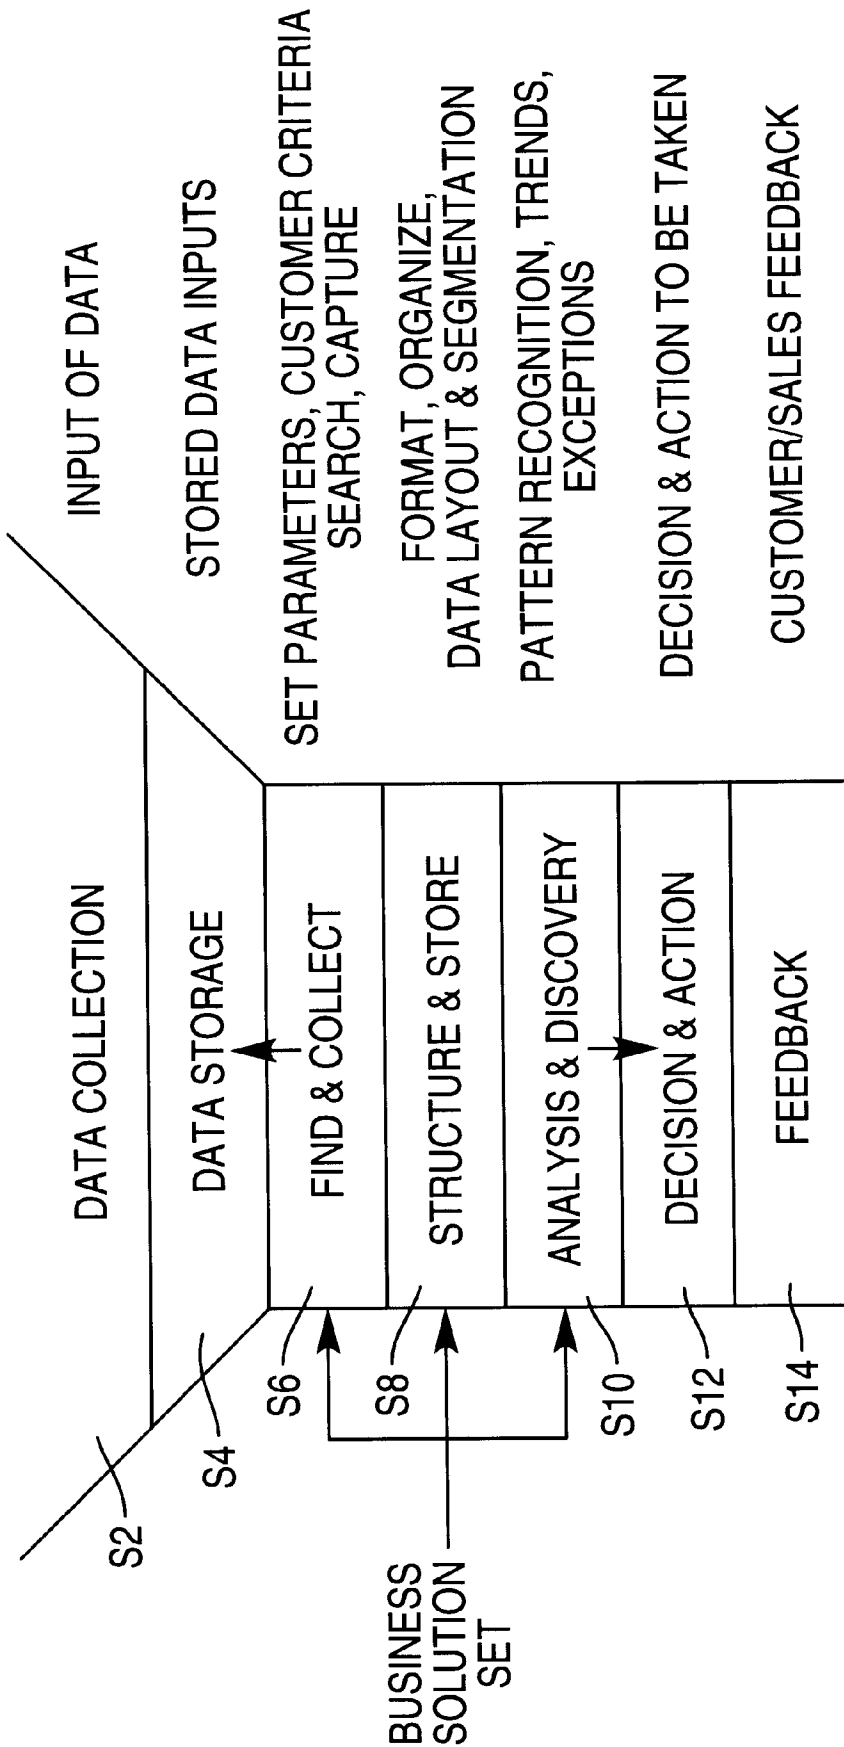 DATA COLLECTION
INPUT OF DATA
S2
DATA STORAGE
STORED DATA INPUTS
S4
FIND & COLLECT
SET PARAMETERS, CUSTOMER CRITERIA
SEARCH, CAPTURE
S6
STRUCTURE & STORE
FORMAT, ORGANIZE,
DATA LAYOUT & SEGMENTATION
S8
BUSINESS
SOLUTION
SET
ANALYSIS & DISCOVERY
PATTERN RECOGNITION, TRENDS,
EXCEPTIONS
S10
DECISION & ACTION
DECISION & ACTION TO BE TAKEN
S12
FEEDBACK
CUSTOMER/SALES FEEDBACK
S14